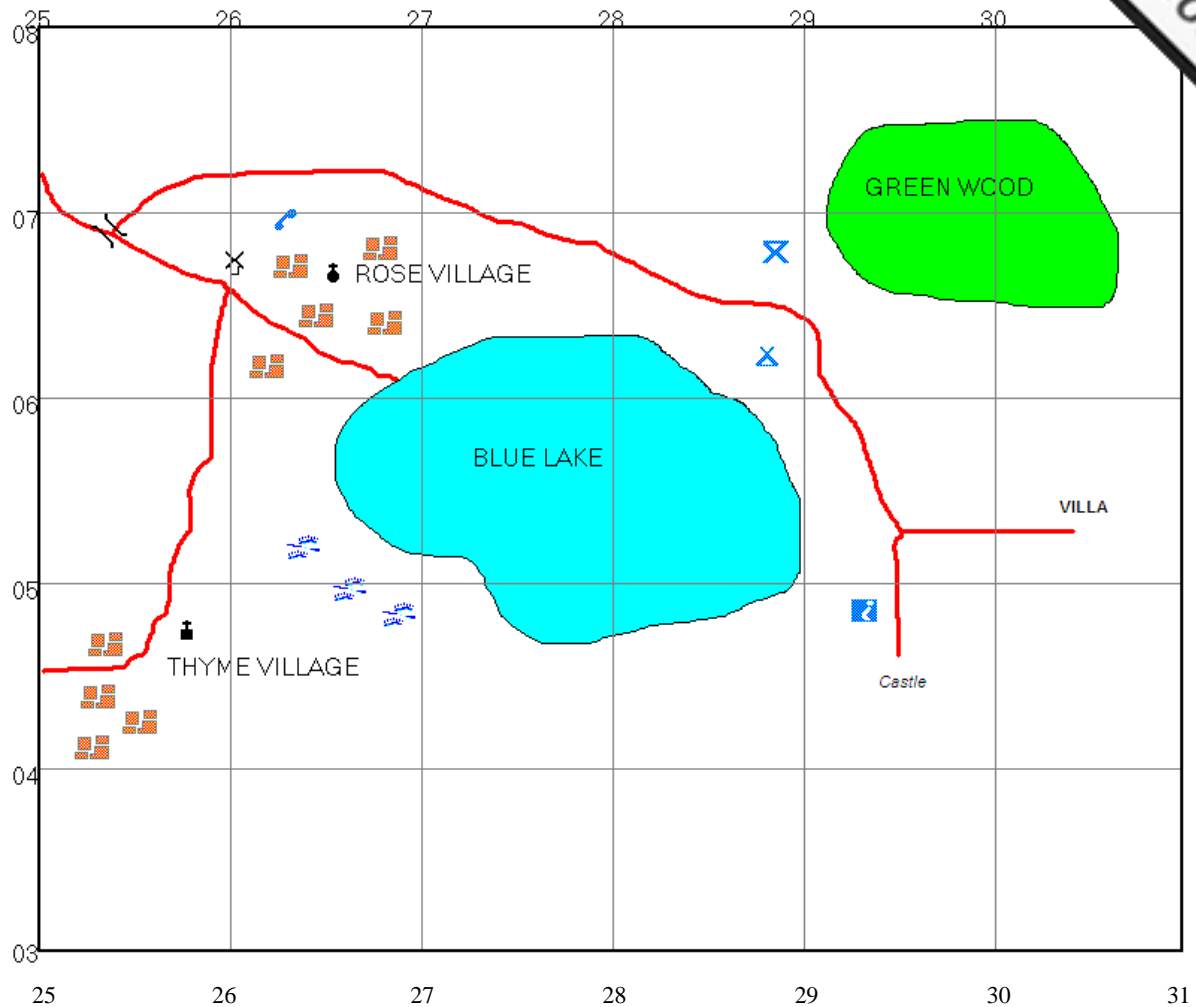 25 26 27 28 29 30
08
GREEN WOOD
07
ROSE VILLAGE
06
BLUE LAKE
VILLA
05
THYME VILLAGE
Castle
04
03
25 26 27 28 29 30 31